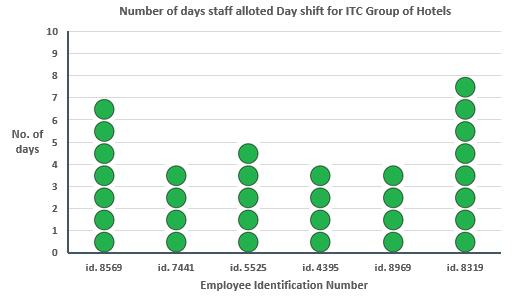 Number of days staff alloted Day shift for ITC Group of Hotels
10
9
8
7
6
5
4
3
2
1
0
No. of
days
id. 8569 id. 7441 id. 5525 id. 4395 id. 8969 id. 8319
Employee Identification Number